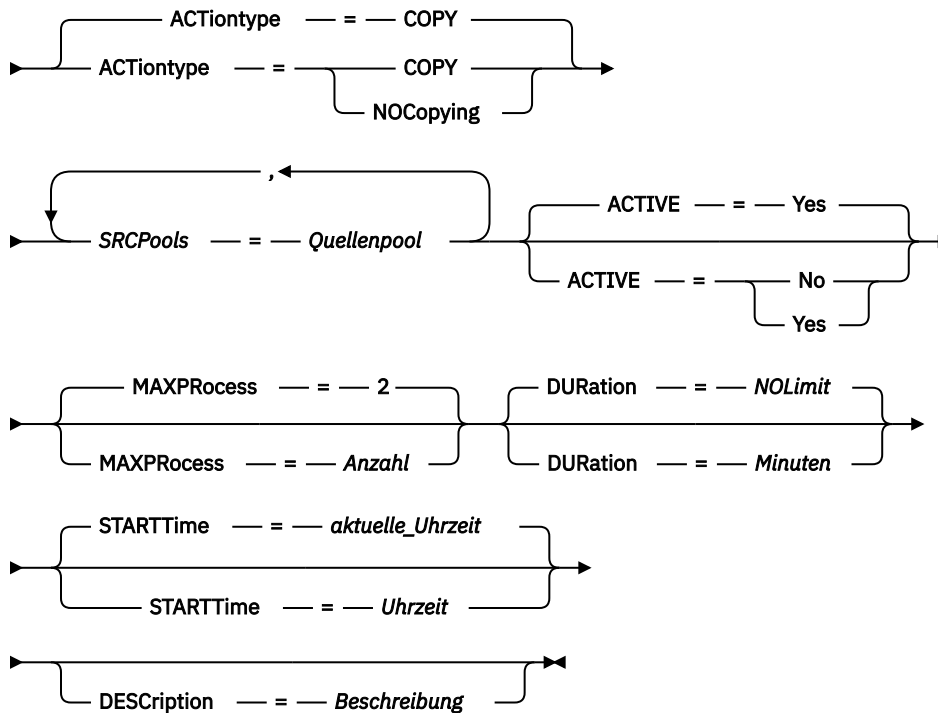 ACTiontype = COPY
ACTiontype = COPY
NOCopying
,
SRCPools = Quellenpool
ACTIVE = Yes
ACTIVE = No
Yes
MAXPRocess = 2
DURation = NOLimit
MAXPRocess = Anzahl
DURation = Minuten
STARTTime = aktuelle_Uhrzeit
STARTTime = Uhrzeit
DESCription = Beschreibung